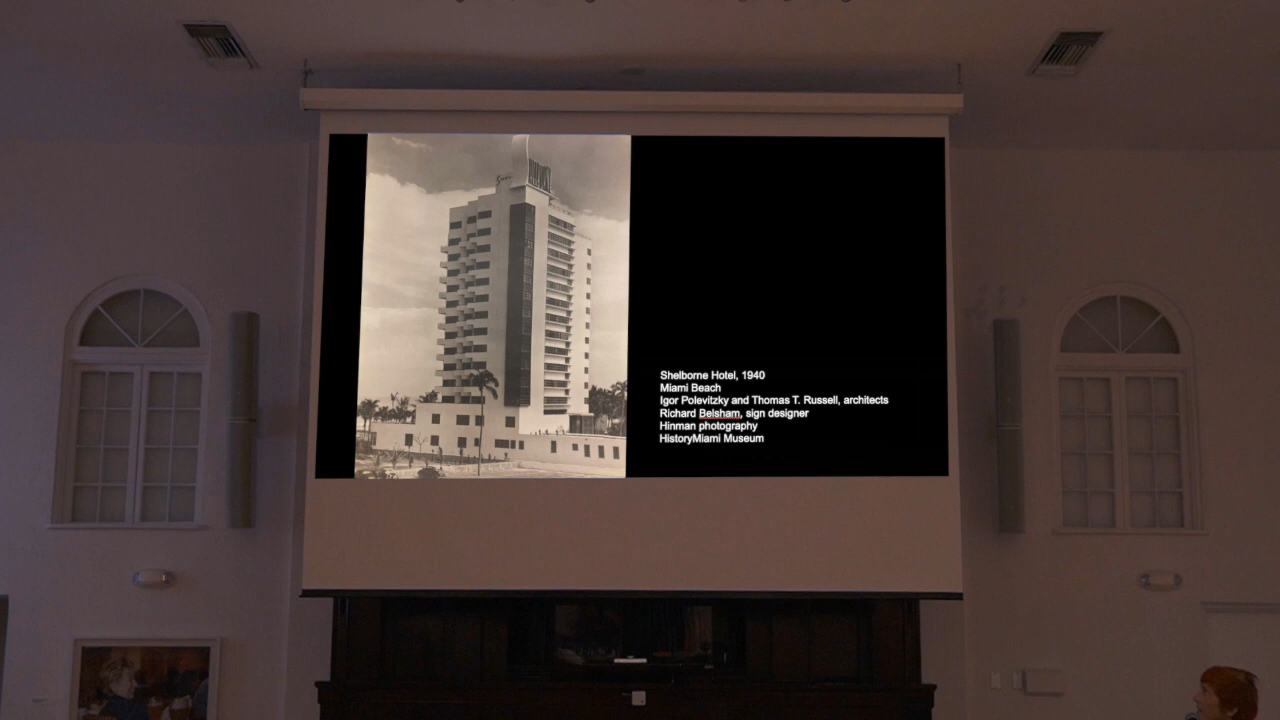 Shelborne Hotel, 1940
Miami Beach
Igor Polevitzky and Thomas T. Russell, architects
Richard Belsham, sign designer
Hinman photography
HistoryMiami Museum